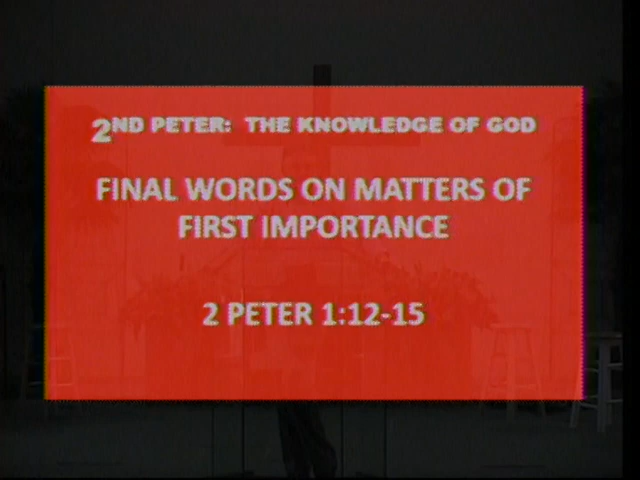 2ND PETER: THE KNOWLEDGE OF GOD
FINAL WORDS ON MATTERS OF
FIRST IMPORTANCE
2 PETER 1:12-15